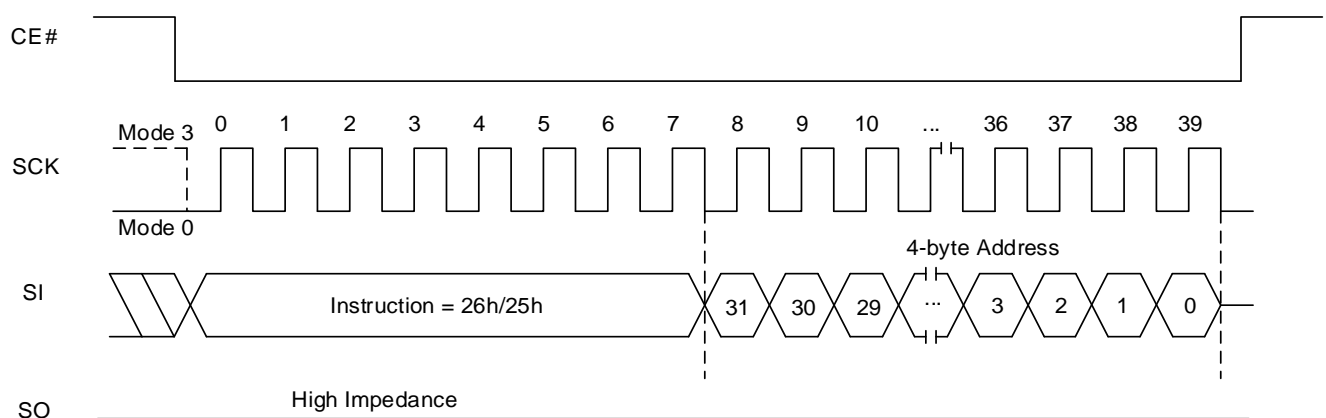 CE#
0 1 2 3 4 5 6 7 8 9 10 ... 36 37 38 39
Mode 3
SCK
Mode 0
4-byte Address
SI
Instruction = 26h/25h 31 30 29 ... 3 2 1 0
High Impedance
SO